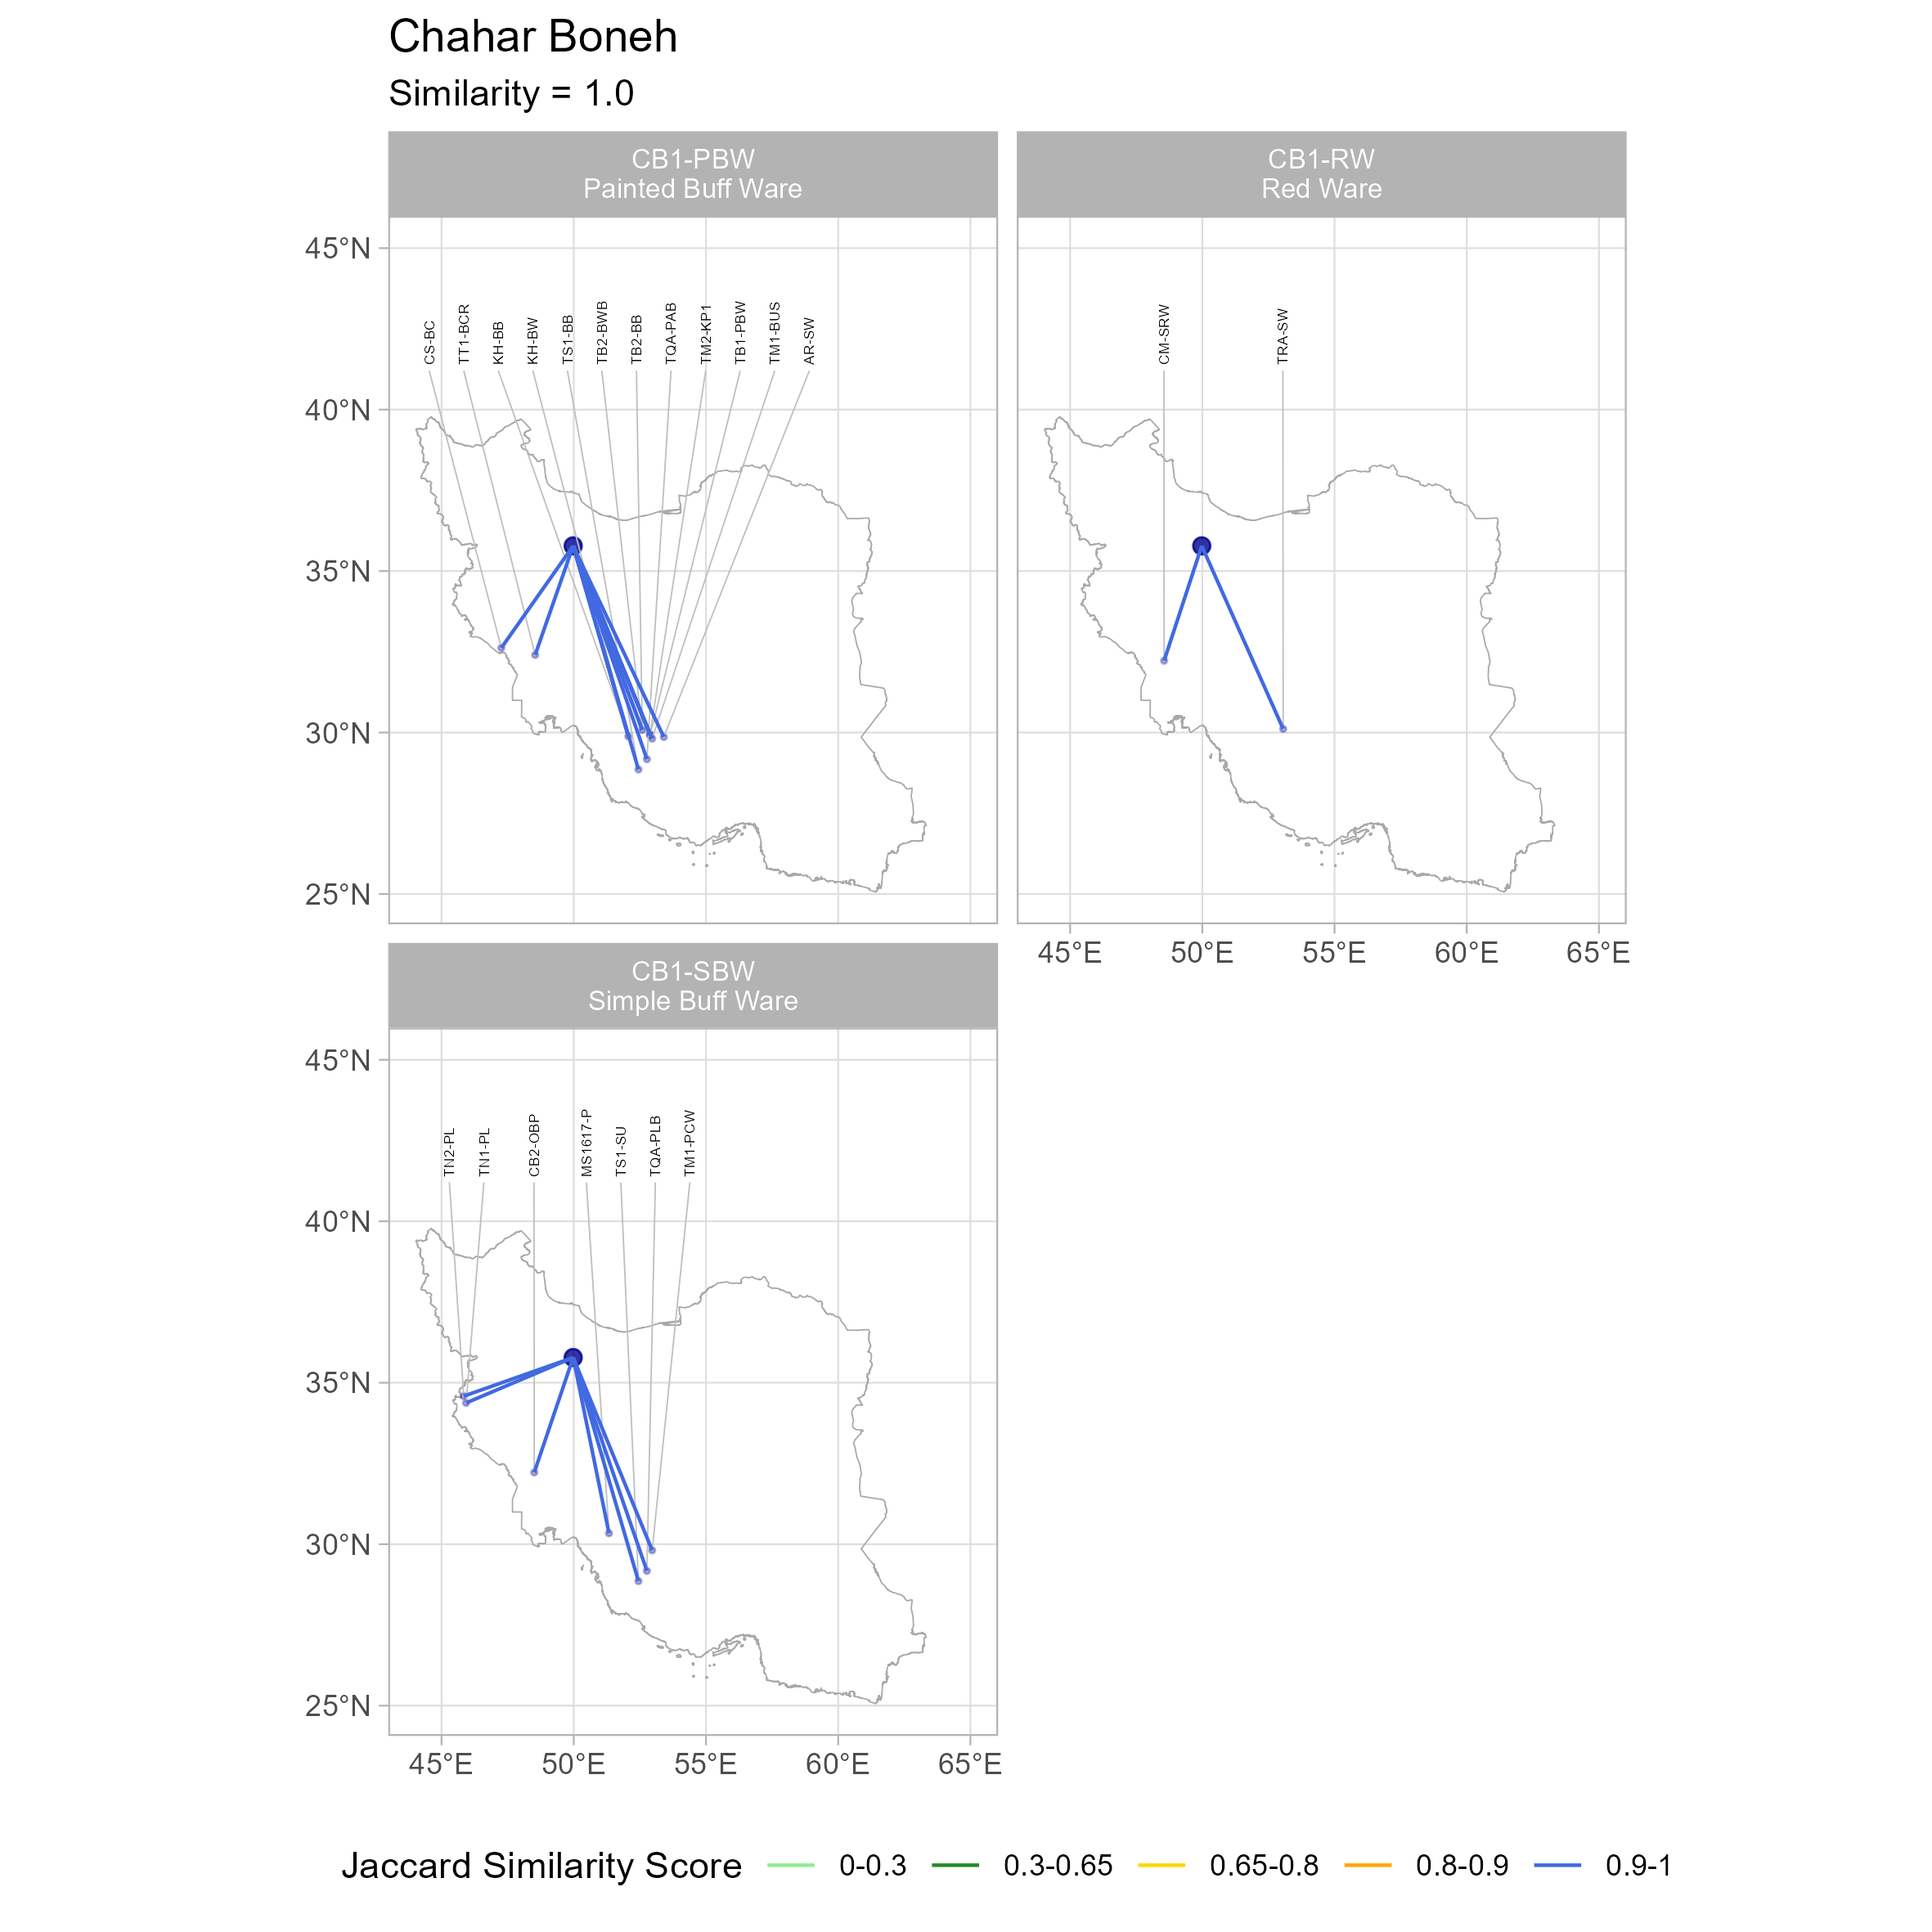 Chahar Boneh
Similarity = 1.0
CB1-PBW
Painted Buff Ware
CB1-RW
Red Ware
45°N
40°N
35°N
30°N
25°N
CS-BC
TT1-BCR
KH-BB
KH-BW
TS1-BB
TB2-BWB
TB2-BB
TQA-PAB
TM2-KP1
TB1-PBW
TM1-BUS
AR-SW
CM-SRW
TRA-SW
45°E 50°E 55°E 60°E 65°E
CB1-SBW
Simple Buff Ware
45°N
40°N
35°N
30°N
25°N
TN2-PL
TN1-PL
CB2-OBP
MS1617-P
TS1-SU
TQA-PLB
TM1-PCW
45°E 50°E 55°E 60°E 65°E
Jaccard Similarity Score 0-0.3 0.3-0.65 0.65-0.8 0.8-0.9 0.9-1